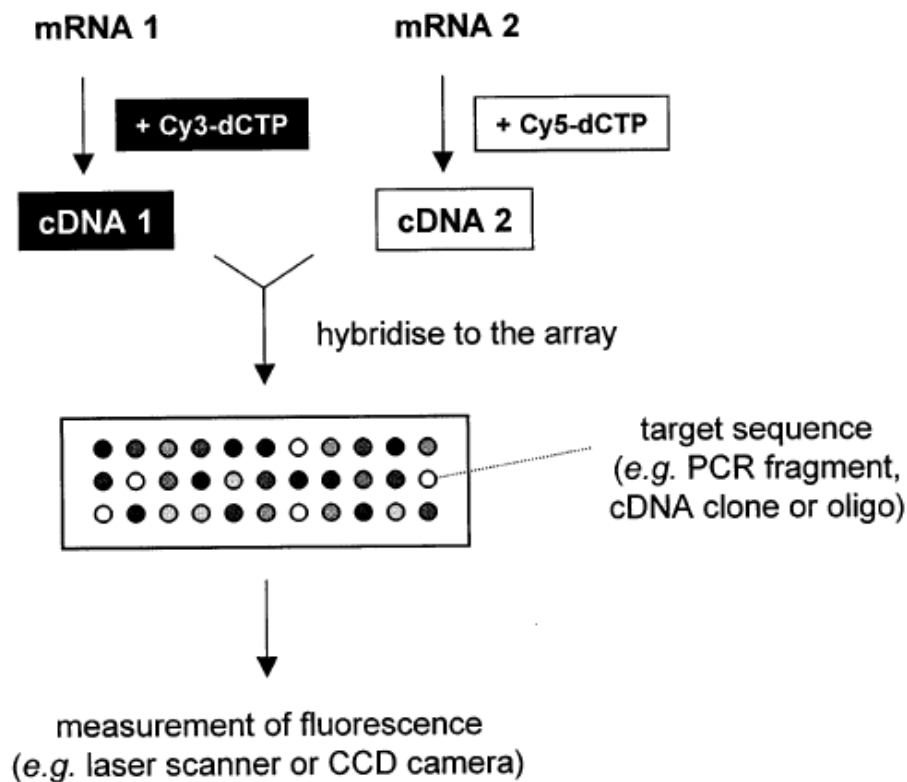 mRNA 1
mRNA 2
+ Cy3-dCTP
+ Cy5-dCTP
cDNA 1
cDNA 2
hybridise to the array
target sequence
(e.g. PCR fragment,
cDNA clone or oligo)
measurement of fluorescence
(e.g. laser scanner or CCD camera)